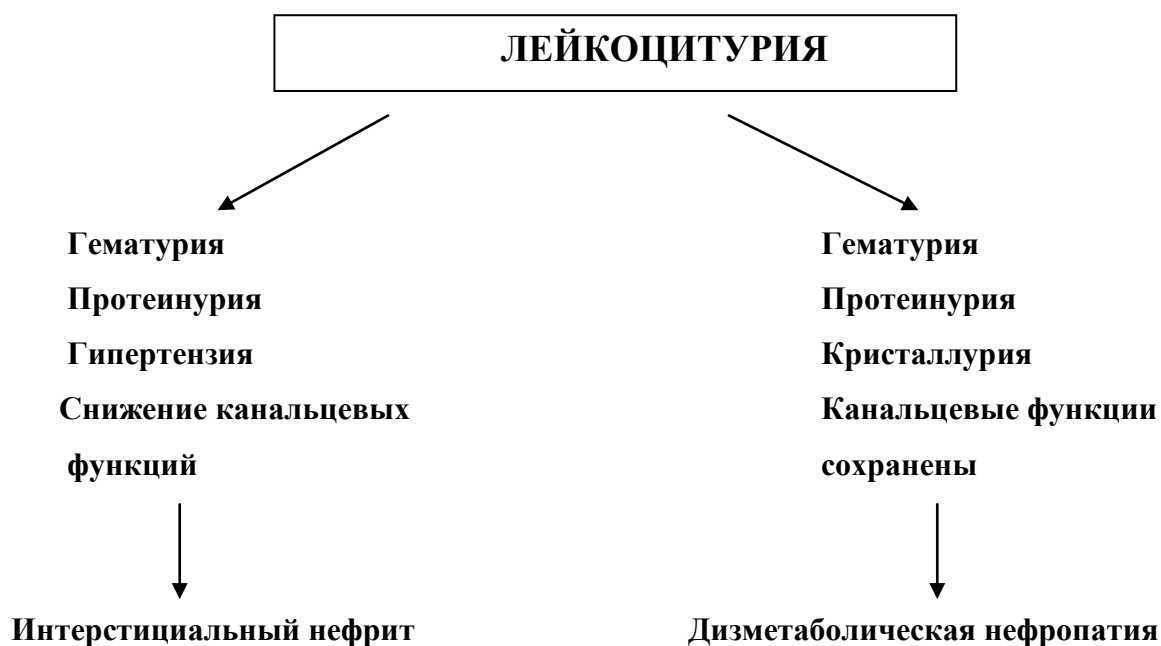 ЛЕЙКОЦИТУРИЯ
Гематурия
Протеинурия
Гипертензия
Снижение канальцевых
функций
Интерстициальный нефрит
Гематурия
Протеинурия
Кристаллурия
Канальцевые функции
сохранены
Дизметаболическая нефропатия